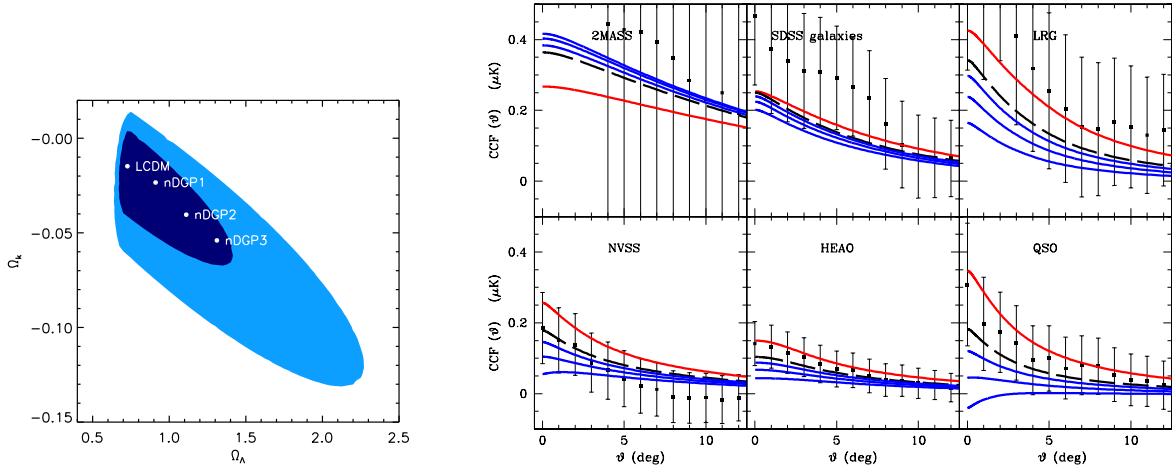 −0.00
−0.05
−0.10
−0.15
Ωₖ
LCDM
nDGP1
nDGP2
nDGP3
0.5
1.0
1.5
2.0
2.5
Ω_Λ
2MASS
SDSS galaxies
LRG
0.4
0.2
0
CCF (ϑ) (μK)
NVSS
HEAO
QSO
0.4
0.2
0
CCF (ϑ) (μK)
0
5
10
0
5
10
0
5
10
ϑ (deg)
ϑ (deg)
ϑ (deg)